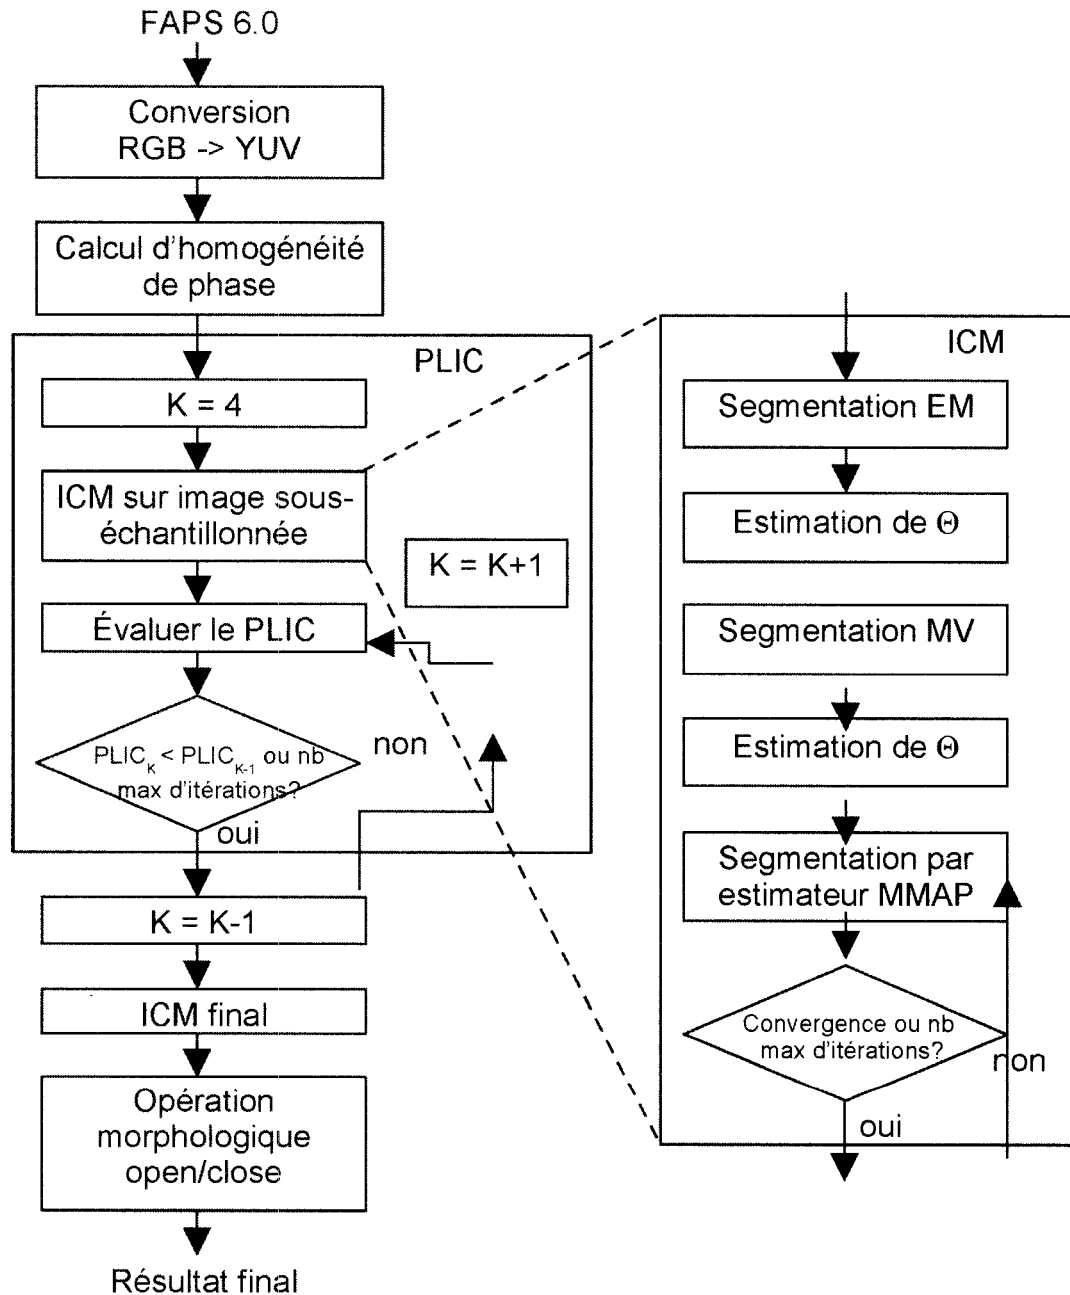 FAPS 6.0
Conversion
RGB -> YUV
Calcul d'homogénéité
de phase
PLIC
K = 4
ICM sur image sous-
échantillonnée
K = K+1
Évaluer le PLIC
PLIC_K < PLIC_K-1 ou nb
max d'itérations?
non
oui
K = K-1
ICM final
Opération
morphologique
open/close
Résultat final
ICM
Segmentation EM
Estimation de Θ
Segmentation MV
Estimation de Θ
Segmentation par
estimateur MMAP
Convergence ou nb
max d'itérations?
non
oui